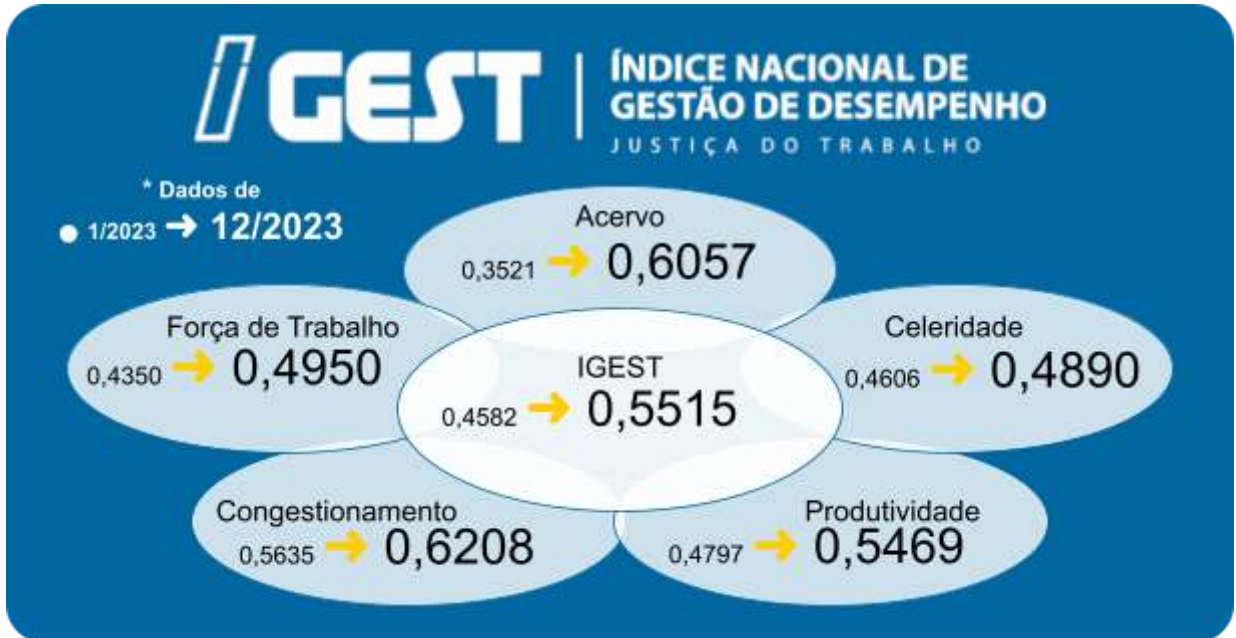 IGEST
ÍNDICE NACIONAL DE
GESTÃO DE DESEMPENHO
JUSTIÇA DO TRABALHO
* Dados de
1/2023 → 12/2023
Acervo
0,3521 → 0,6057
Força de Trabalho
0,4350 → 0,4950
Celeridade
0,4606 → 0,4890
IGEST
0,4582 → 0,5515
Congestionamento
0,5635 → 0,6208
Produtividade
0,4797 → 0,5469